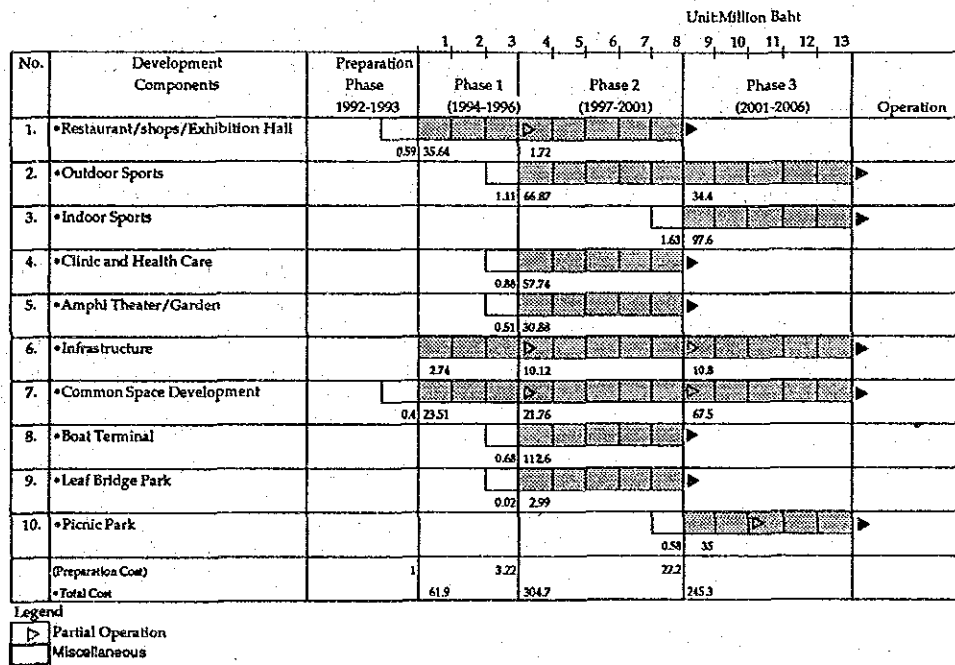 Unit:Million Baht
1 2 3 4 5 6 7 8 9 10 11 12 13
No. Development Components Preparation Phase 1992-1993 Phase 1 (1994-1996) Phase 2 (1997-2001) Phase 3 (2001-2006) Operation
1. •Restaurant/shops/Exhibition Hall
0.59 35.64 1.72
2. •Outdoor Sports
1.11 66.87 34.4
3. •Indoor Sports
1.63 97.6
4. •Clinic and Health Care
0.88 57.74
5. •Amphi Theater/Garden
0.51 30.88
6. •Infrastructure
2.74 10.12 10.8
7. •Common Space Development
0.4 23.51 21.76 67.5
8. •Boat Terminal
0.68 112.6
9. •Leaf Bridge Park
0.02 2.99
10. •Picnic Park
0.58 35
(Preparation Cost) 1 3.22 22.2
•Total Cost 61.9 304.7 245.3
Legend
Partial Operation
Miscellaneous